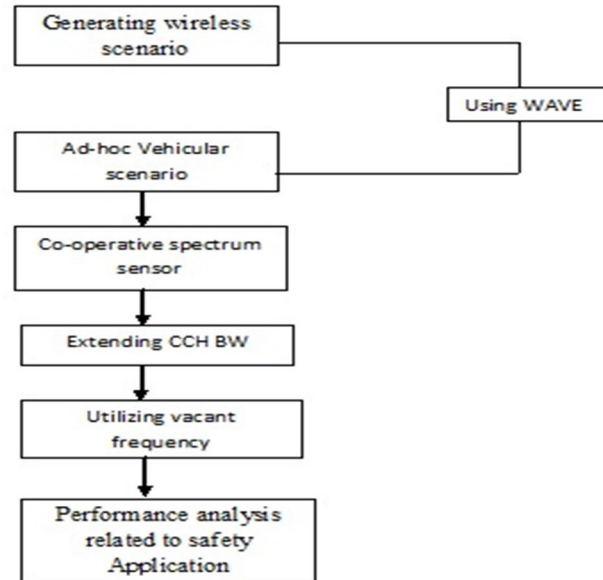 Generating wireless
scenario
Using WAVE
Ad-hoc Vehicular
scenario
Co-operative spectrum
sensor
Extending CCH BW
Utilizing vacant
frequency
Performance analysis
related to safety
Application